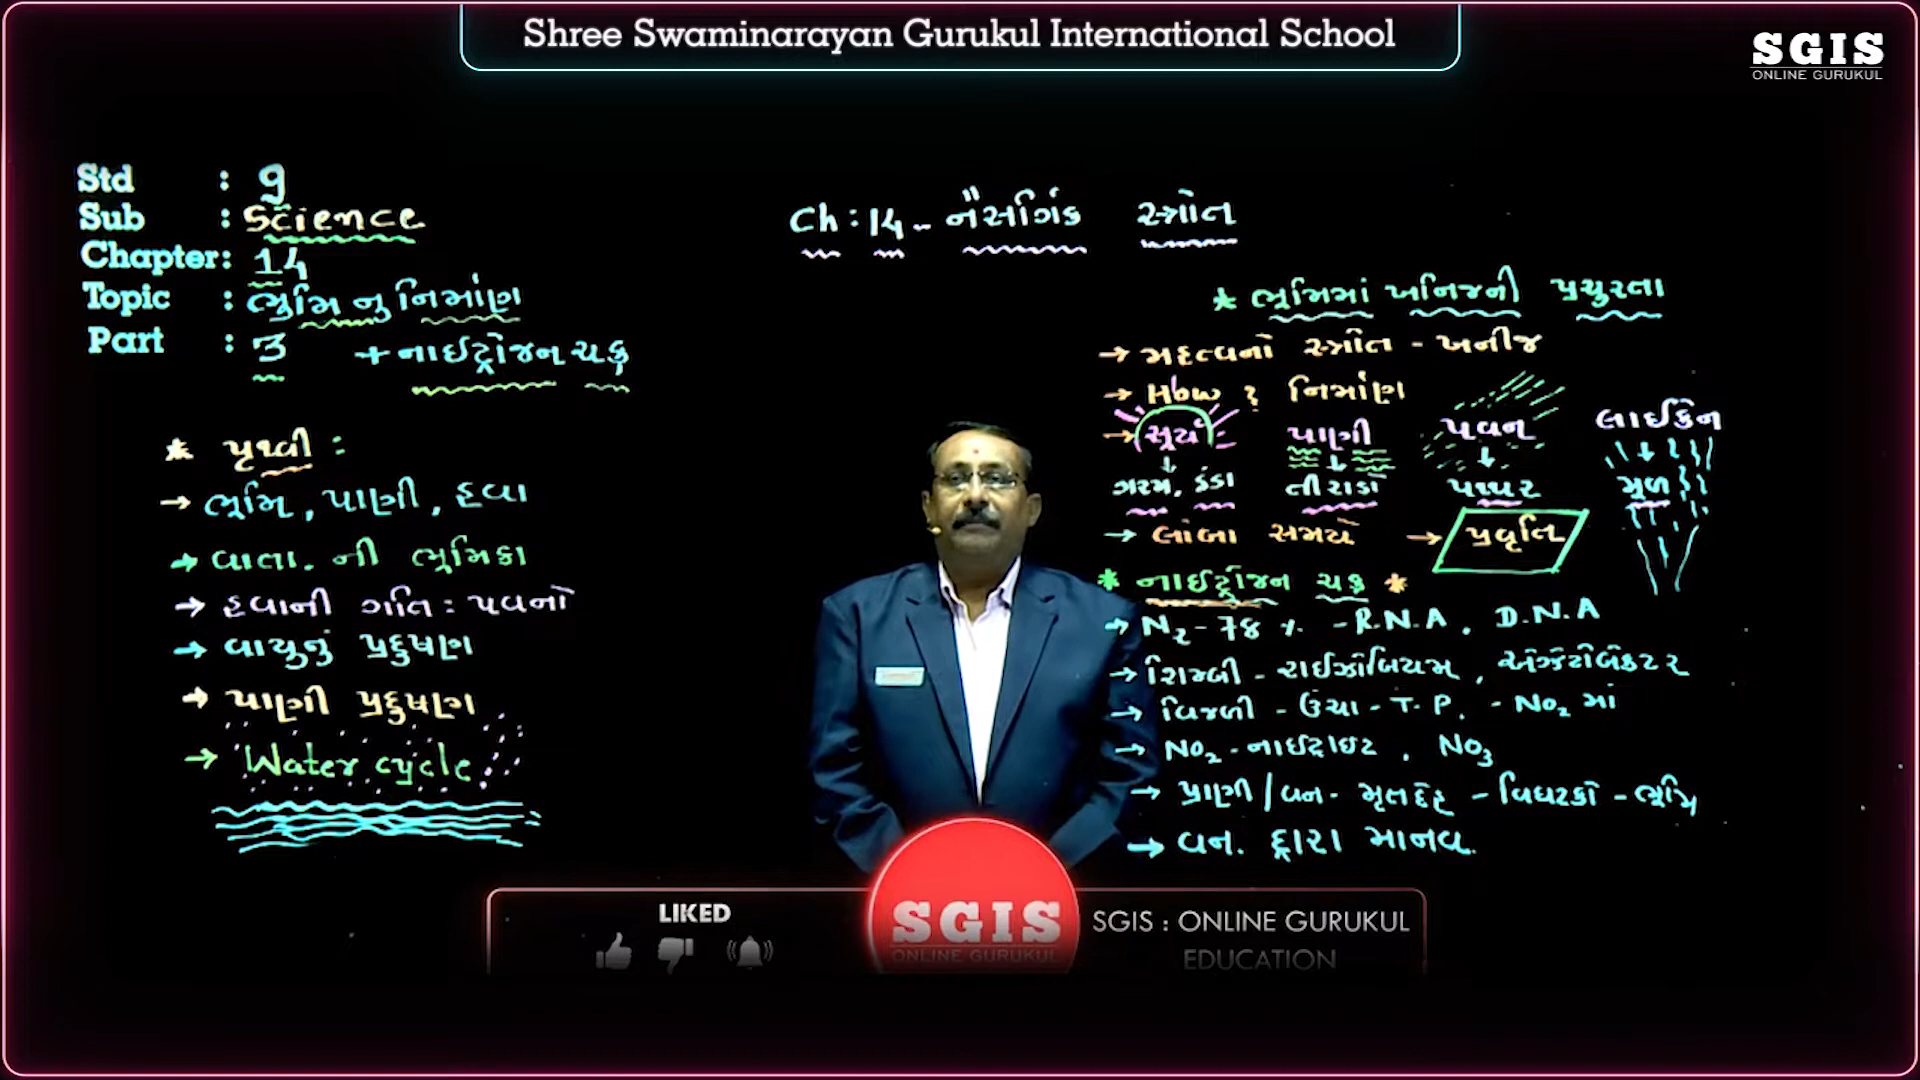 Shree Swaminarayan Gurukul International School
SGIS
ONLINE GURUKUL
Std : 9
Sub : Science
Chapter: 14
Topic : ભુમિ નુ નિર્માણ
Part : 3 + નાઈટ્રોજન ચક્ર
* પૃથ્વી :
→ ભૂમિ, પાણી, હવા
→ વાતા. ની ભૂમિકા
→ હવાની ગતિ : પવનો
→ વાયુનું પ્રદુષણ
→ પાણી પ્રદુષણ
→ Water cycle
Ch : 14 - નૈસર્ગિક સ્ત્રોત
* ભૂમિમાં ખનિજની પ્રચુરતા
→ મહત્વનો સ્ત્રોત - ખનીજ
→ How ? નિર્માણ
→ સૂર્ય પાણી પવન લાઈકેન
↓ ↓ ↓ ↓
ગરમ, ઠંડા તીરાડો પથ્થર મૂળ
→ લાંબા સમયે → પ્રવૃતિ
* નાઈટ્રોજન ચક્ર *
→ N₂ - 78 % - R.N.A, D.N.A
→ શિમ્બી - રાઈઝોબિયમ, એઝેટોબેક્ટર
→ વિજળી - ઉંચા - T. P. - NO₂ માં
→ NO₂ - નાઈટ્રાઇટ, NO₃
→ પ્રાણી / વન - મૃતદેહ - વિઘટકો - ભૂમિ
→ વન. દ્વારા માનવ.
LIKED
SGIS
ONLINE GURUKUL
SGIS : ONLINE GURUKUL
EDUCATION